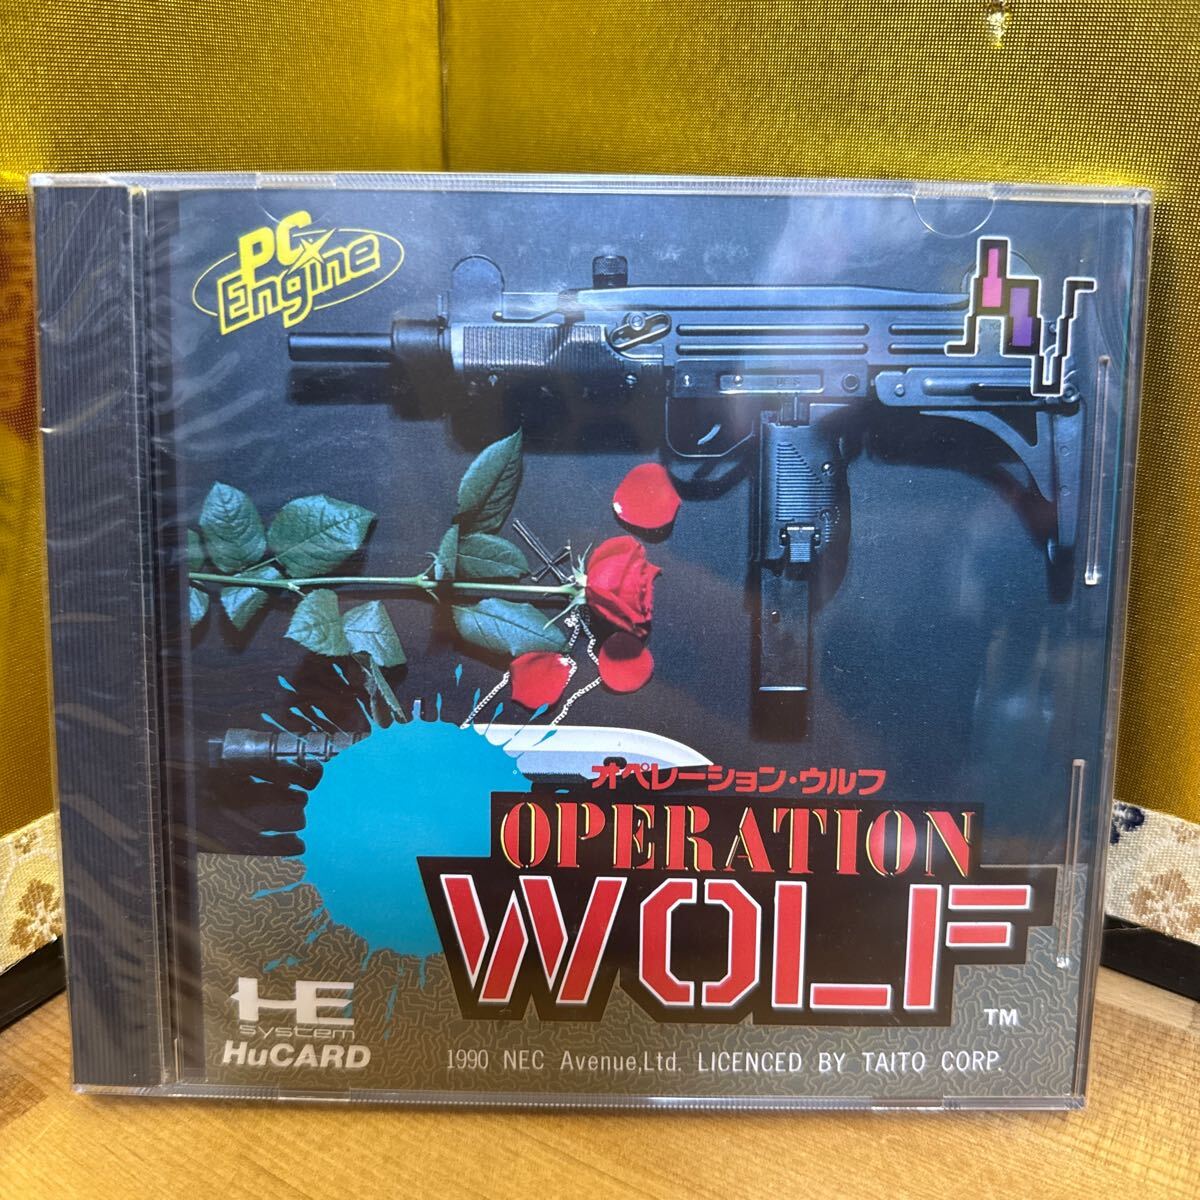 PC
Engine
オペレーション・ウルフ
OPERATION
WOLF
TM
HE
system
HuCARD
1990 NEC Avenue,Ltd. LICENCED BY TAITO CORP.